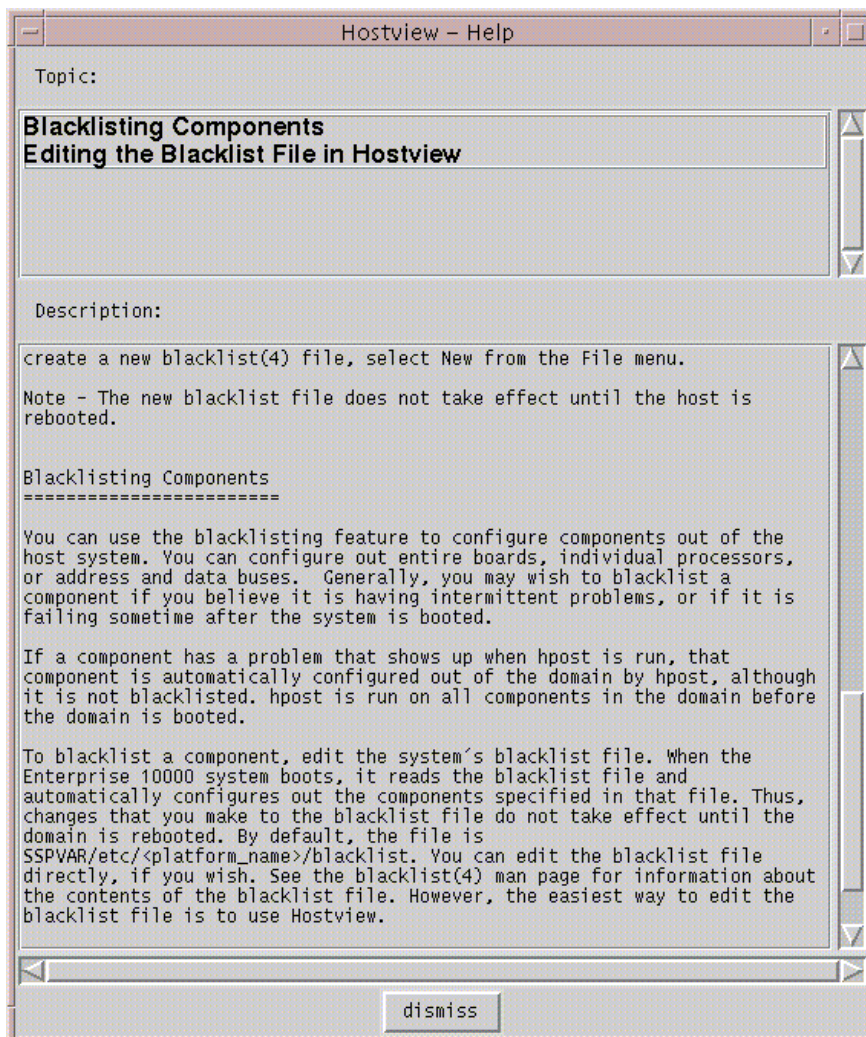 Hostview – Help
Topic:
Blacklisting Components
Editing the Blacklist File in Hostview
Description:
create a new blacklist(4) file, select New from the File menu.
Note - The new blacklist file does not take effect until the host is
rebooted.
Blacklisting Components
========================
You can use the blacklisting feature to configure components out of the
host system. You can configure out entire boards, individual processors,
or address and data buses.  Generally, you may wish to blacklist a
component if you believe it is having intermittent problems, or if it is
failing sometime after the system is booted.
If a component has a problem that shows up when hpost is run, that
component is automatically configured out of the domain by hpost, although
it is not blacklisted. hpost is run on all components in the domain before
the domain is booted.
To blacklist a component, edit the system´s blacklist file. When the
Enterprise 10000 system boots, it reads the blacklist file and
automatically configures out the components specified in that file. Thus,
changes that you make to the blacklist file do not take effect until the
domain is rebooted. By default, the file is
SSPVAR/etc/<platform_name>/blacklist. You can edit the blacklist file
directly, if you wish. See the blacklist(4) man page for information about
the contents of the blacklist file. However, the easiest way to edit the
blacklist file is to use Hostview.
dismiss